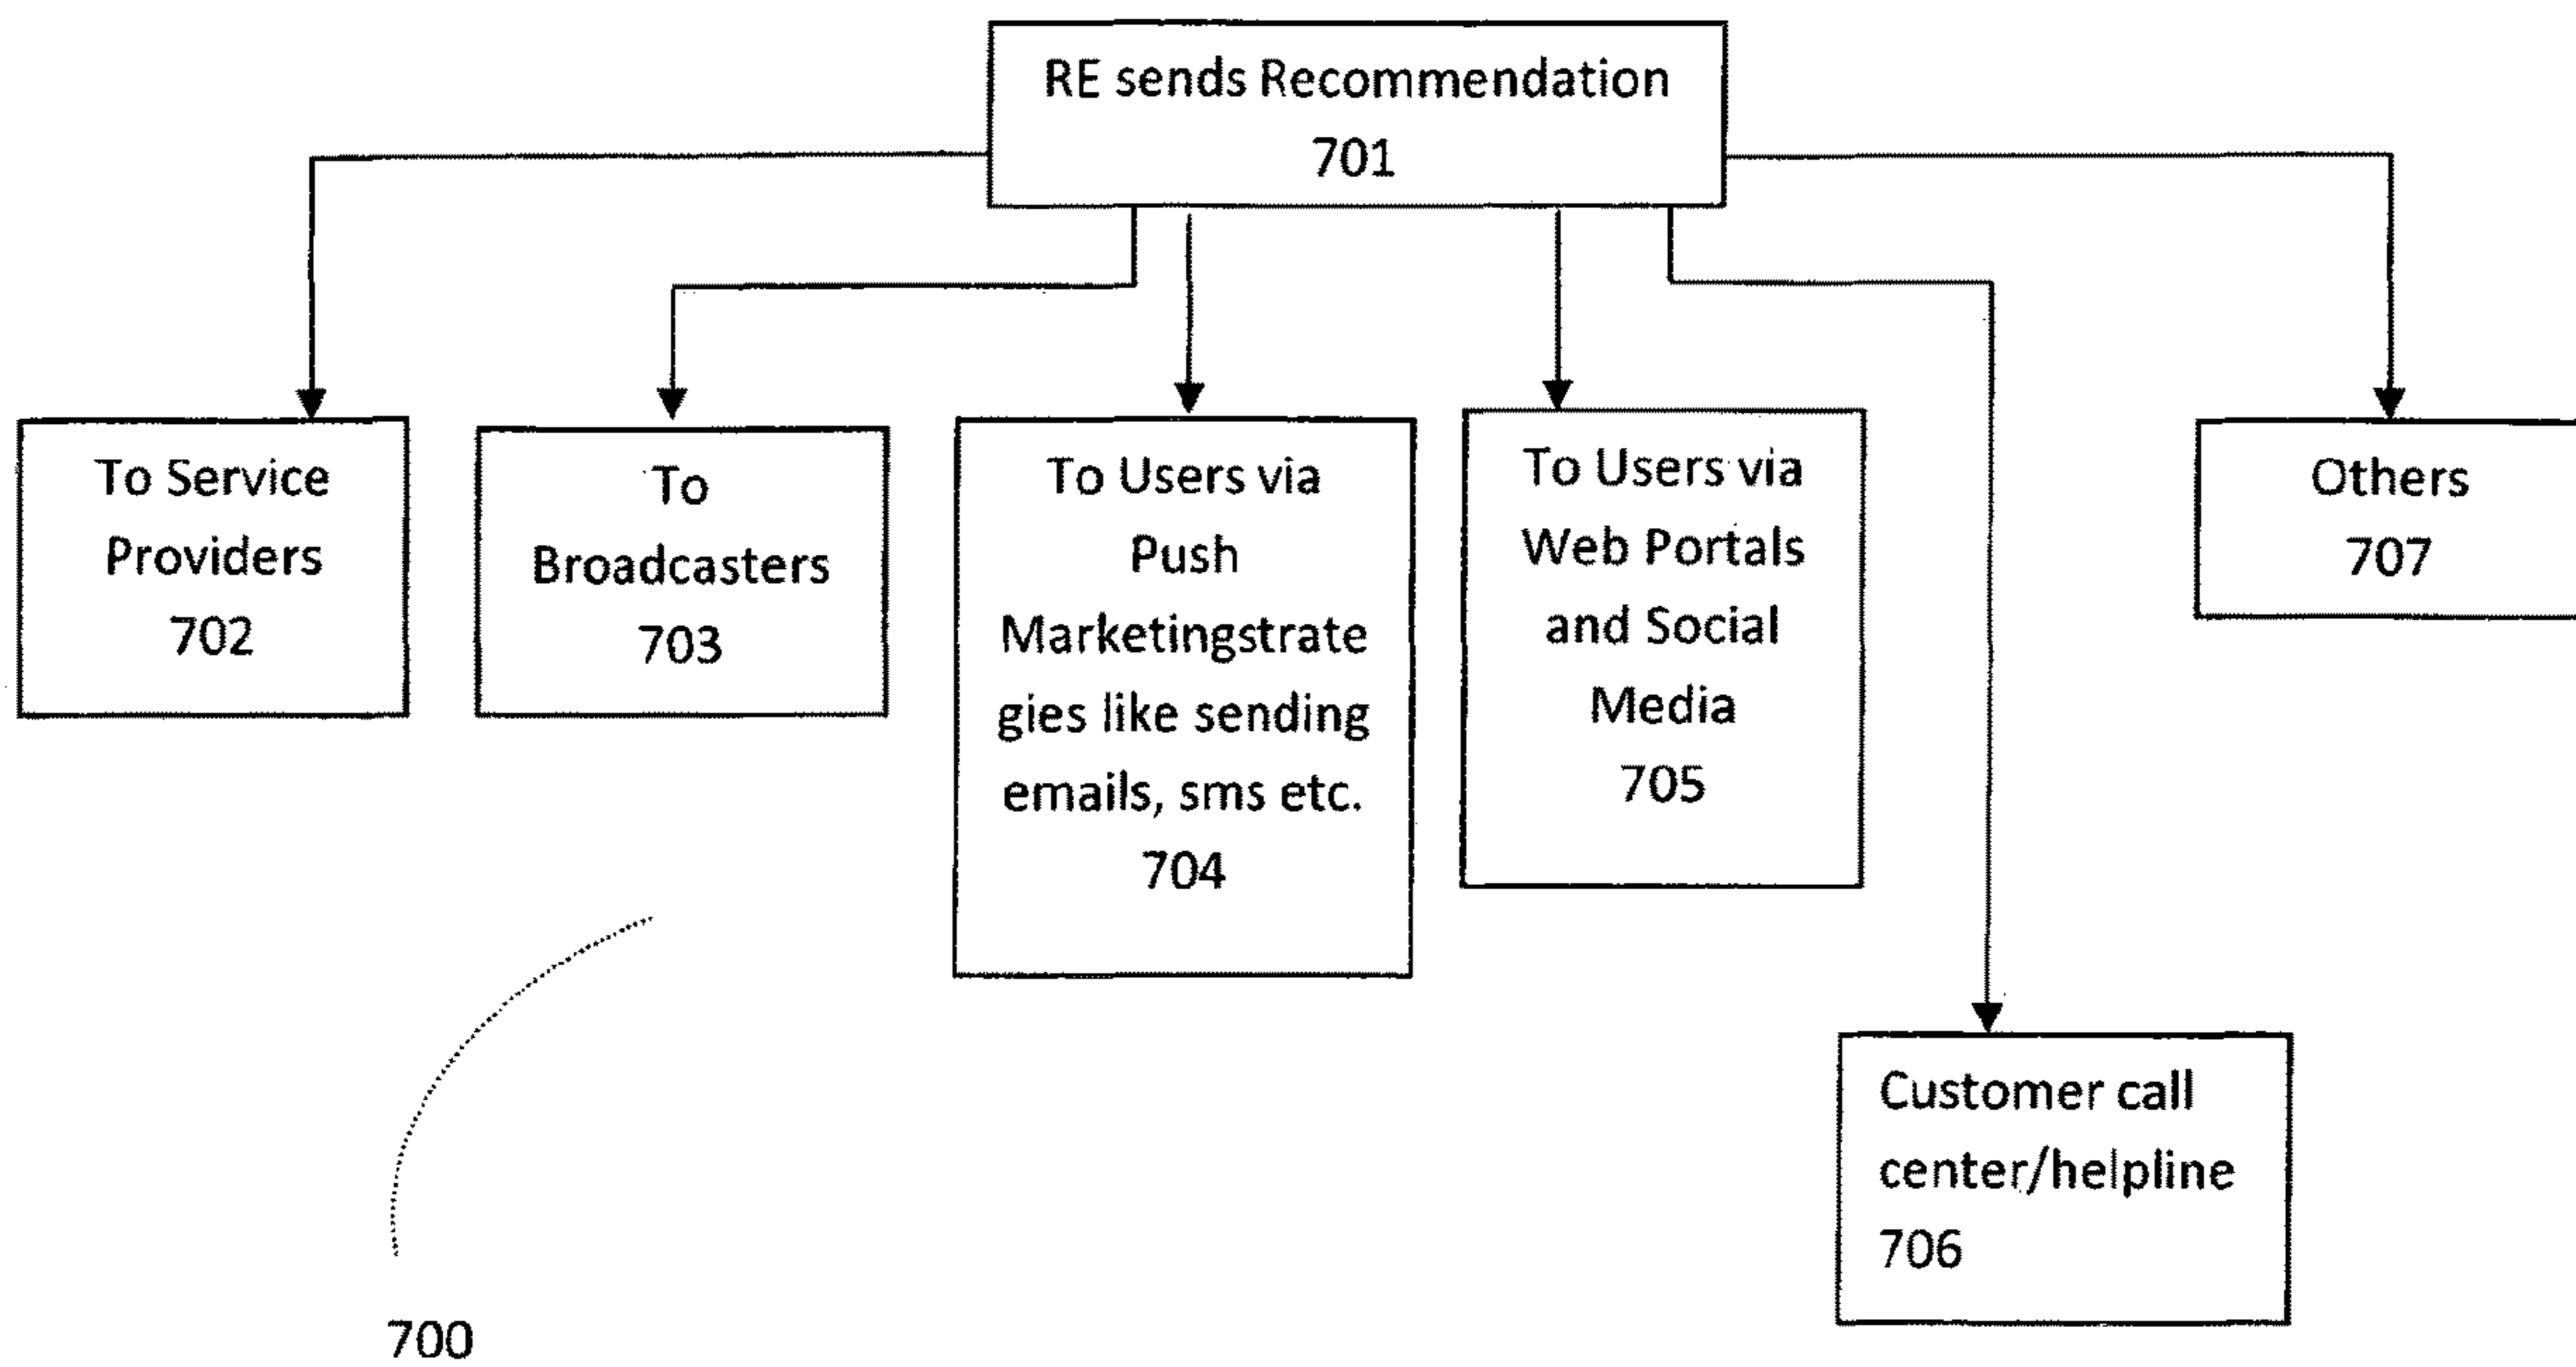 RE sends Recommendation
701
To Service
Providers
702
To
Broadcasters
703
To Users via
Push
Marketingstrate
gies like sending
emails, sms etc.
704
To Users via
Web Portals
and Social
Media
705
Others
707
Customer call
center/helpline
706
700